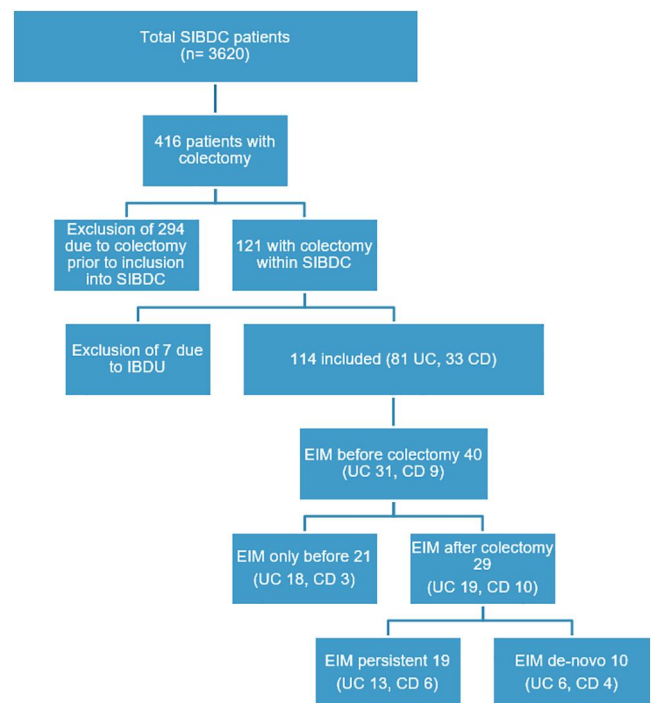 Total SIBDC patients
(n= 3620)
416 patients with
colectomy
Exclusion of 294
due to colectomy
prior to inclusion
into SIBDC
121 with colectomy
within SIBDC
Exclusion of 7 due
to IBDU
114 included (81 UC, 33 CD)
EIM before colectomy 40
(UC 31, CD 9)
EIM only before 21
(UC 18, CD 3)
EIM after colectomy
29
(UC 19, CD 10)
EIM persistent 19
(UC 13, CD 6)
EIM de-novo 10
(UC 6, CD 4)